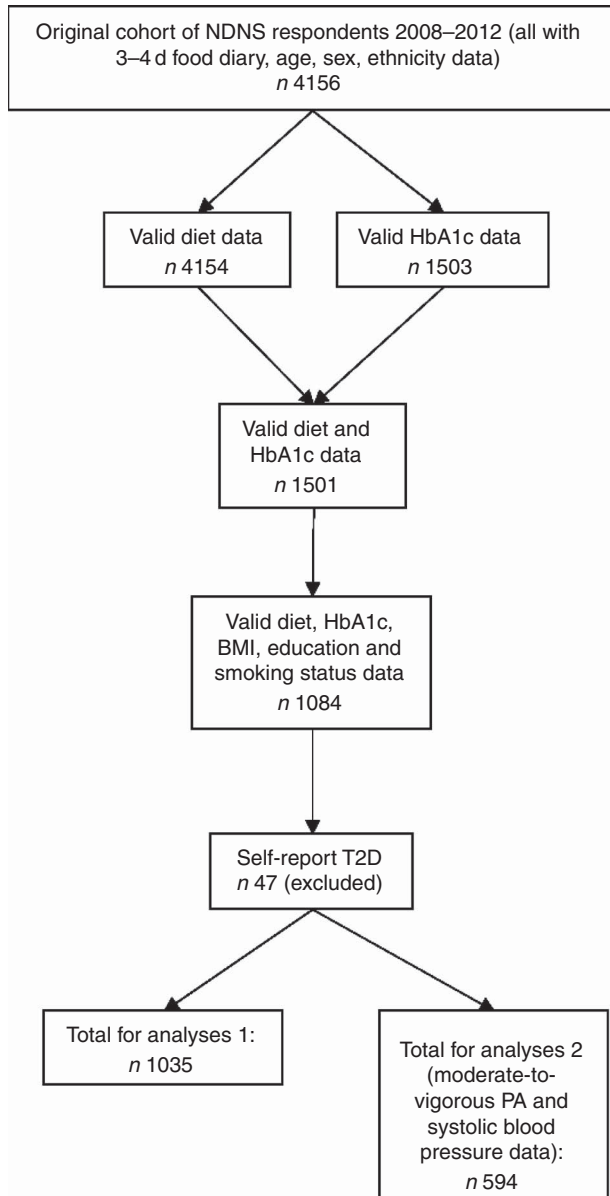 Original cohort of NDNS respondents 2008–2012 (all with
3–4 d food diary, age, sex, ethnicity data)
n 4156
Valid diet data
n 4154
Valid HbA1c data
n 1503
Valid diet and
HbA1c data
n 1501
Valid diet, HbA1c,
BMI, education and
smoking status data
n 1084
Self-report T2D
n 47 (excluded)
Total for analyses 1:
n 1035
Total for analyses 2
(moderate-to-
vigorous PA and
systolic blood
pressure data):
n 594